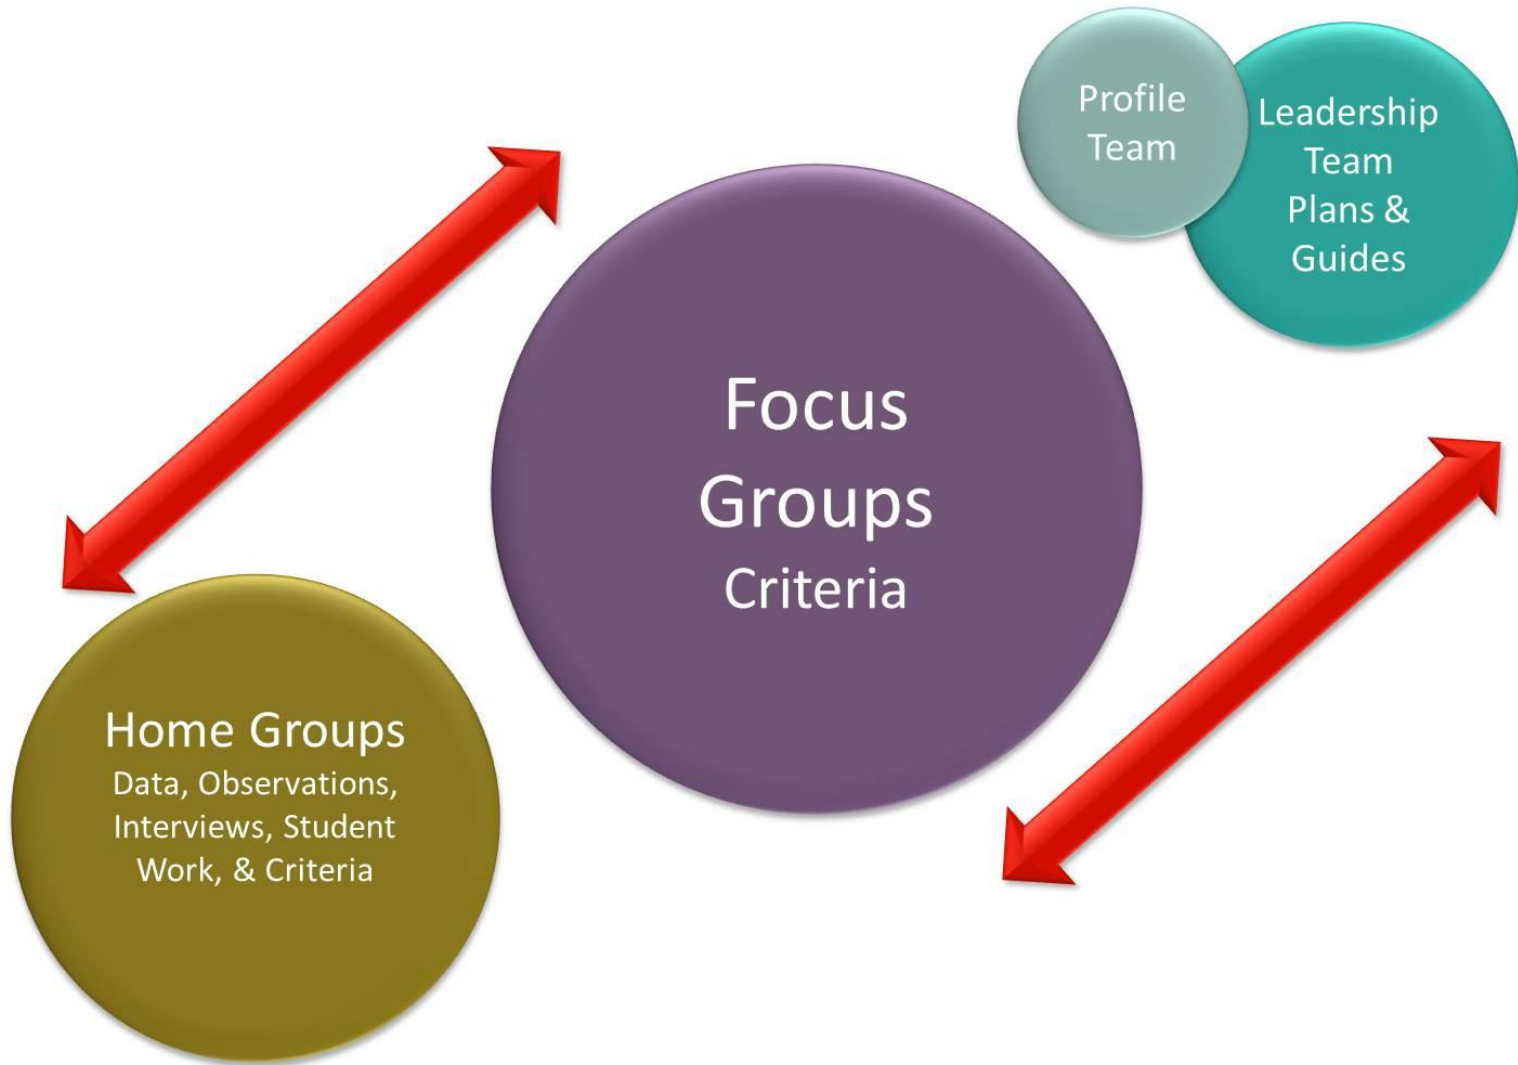 Profile
Team
Leadership
Team
Plans &
Guides
Focus
Groups
Criteria
Home Groups
Data, Observations,
Interviews, Student
Work, & Criteria